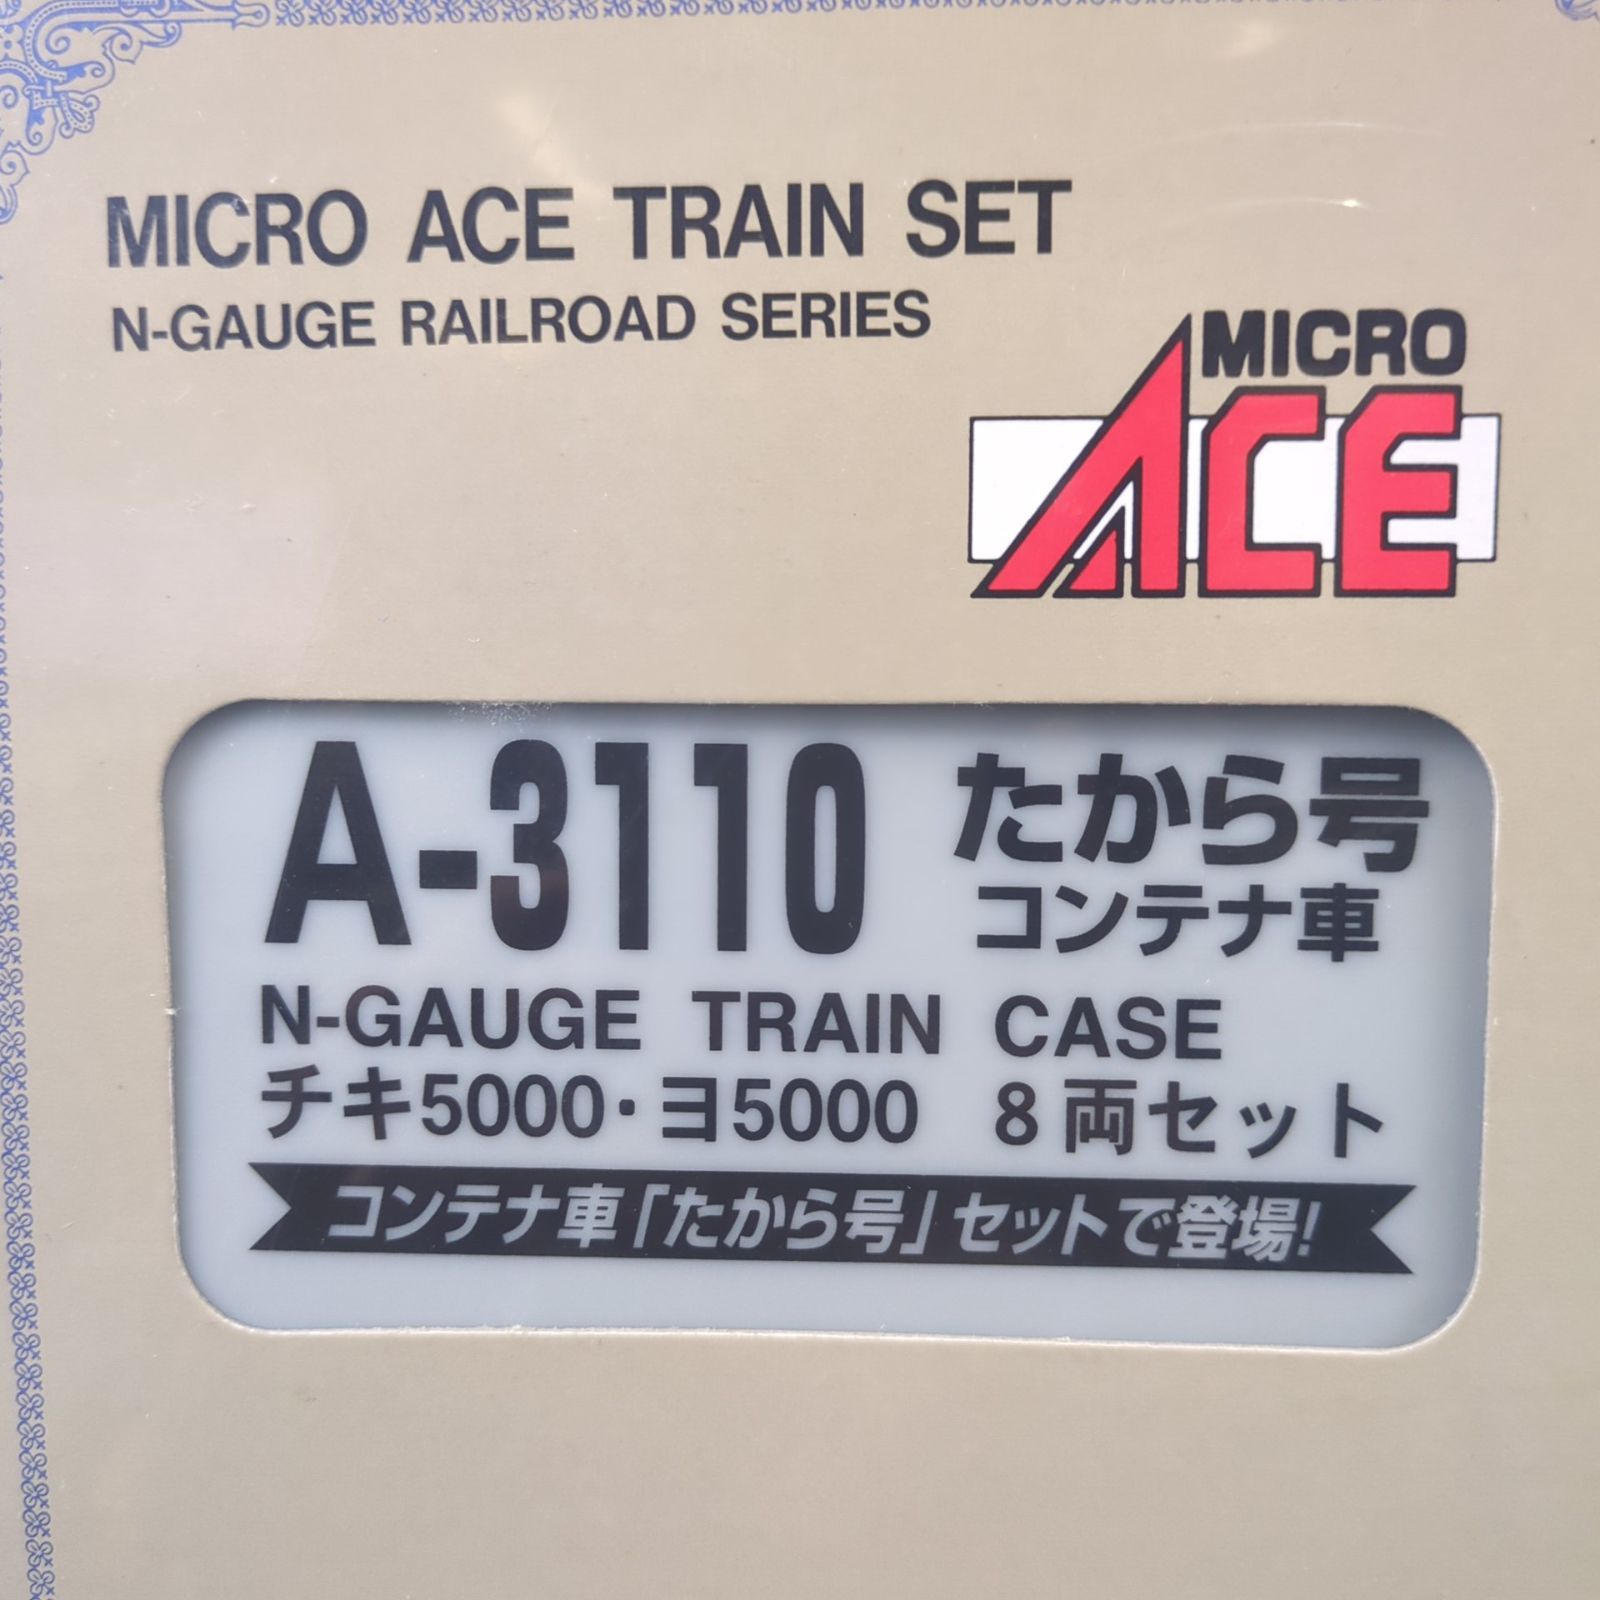 MICRO ACE TRAIN SET
N-GAUGE RAILROAD SERIES
MICRO
ACE
A-3110 たから号
コンテナ車
N-GAUGE TRAIN CASE
チキ5000・ヨ5000 8両セット
コンテナ車「たから号」セットで登場!